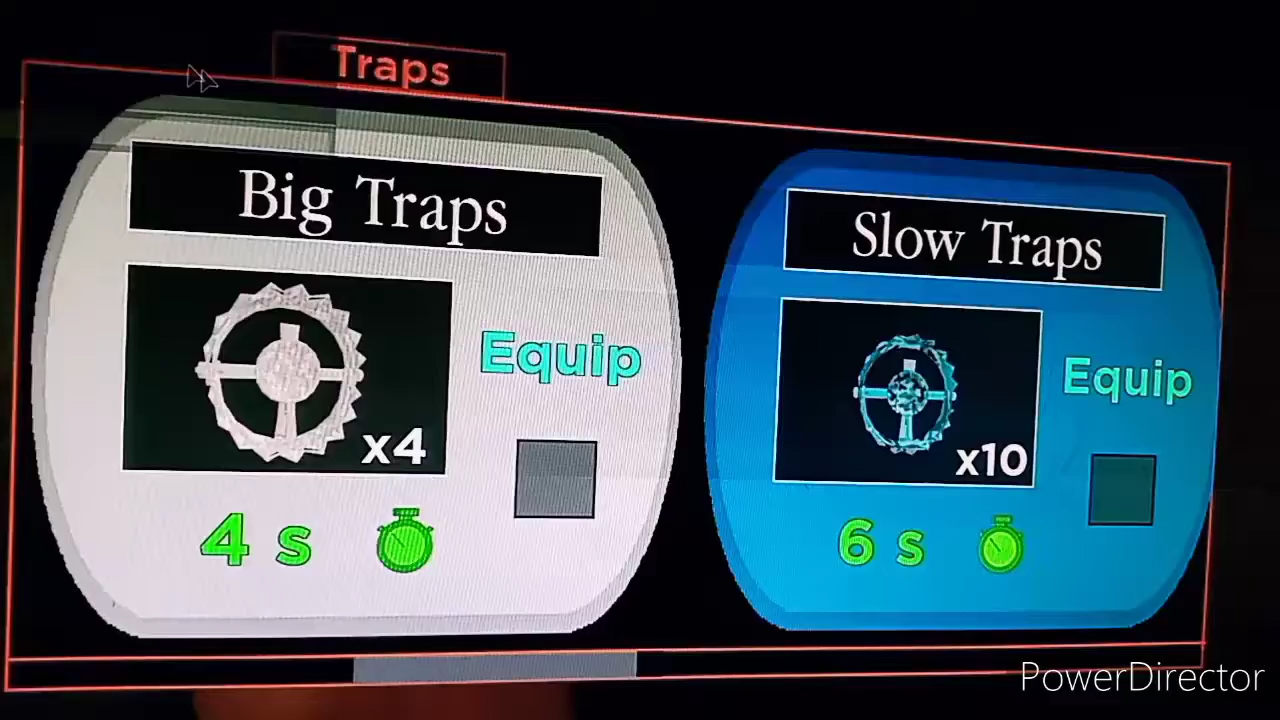 Traps
Big Traps
x4
Equip
4 s
Slow Traps
x10
Equip
6 s
PowerDirector